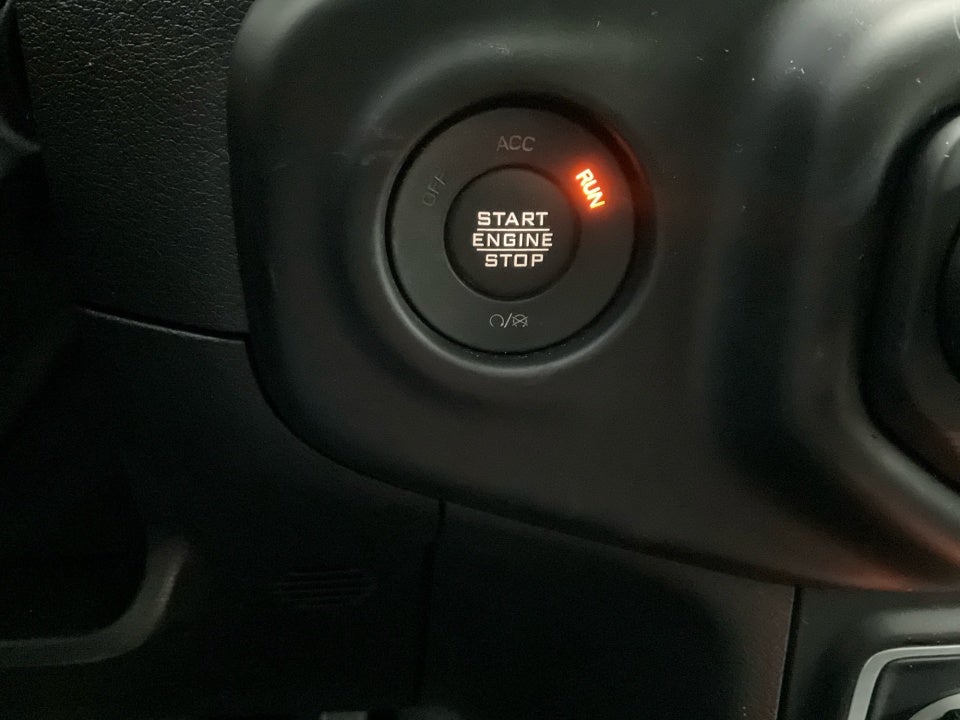 ACC
OFF
RUN
START
ENGINE
STOP